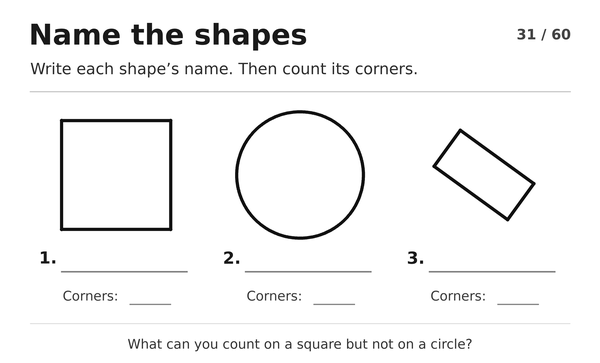 Name the shapes
31 / 60
Write each shape’s name. Then count its corners.
1. 2. 3.
Corners: Corners: Corners:
What can you count on a square but not on a circle?